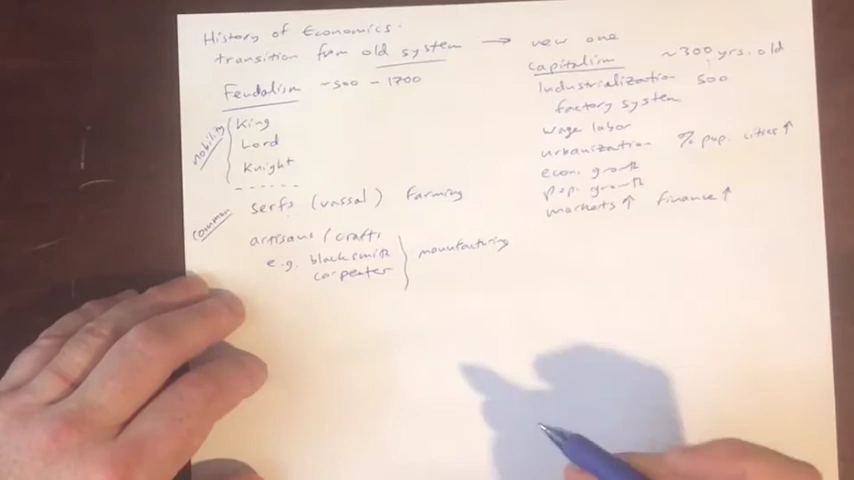 History of Economics.
transition from old system → new one
Feudalism ~500 - 1700
nobility
King
Lord
Knight
common
serfs (vassal) Farming
artisans / crafts
e.g. blacksmith
carpenter
manufacturing
Capitalism ~300 yrs. old
Industrialization 500
factory system
wage labor
urbanization % pop. cities ↑
econ. growth
pop. growth
markets ↑ finance ↑